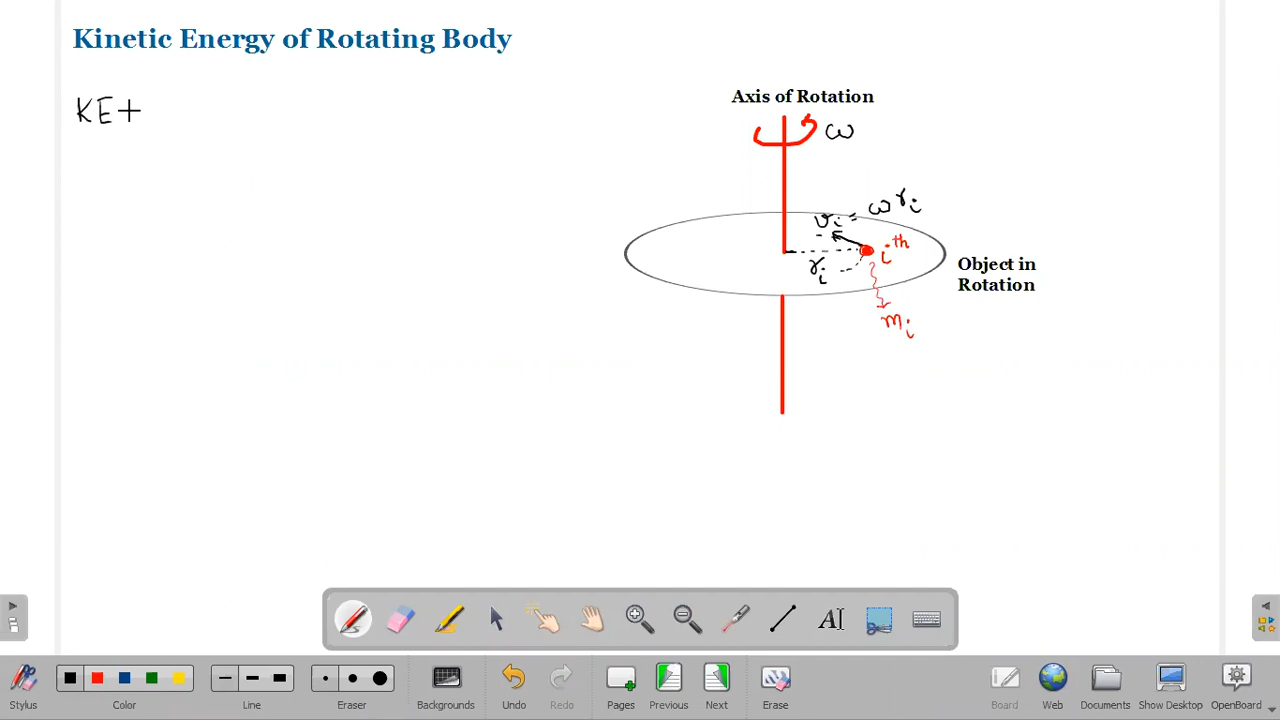 Kinetic Energy of Rotating Body
KE+
Axis of Rotation
ω
vᵢ = ωrᵢ
iᵗʰ
rᵢ
Object in
Rotation
mᵢ
Stylus
Color
Line
Eraser
Backgrounds
Undo
Redo
Pages
Previous
Next
Erase
Board
Web
Documents
Show Desktop
OpenBoard